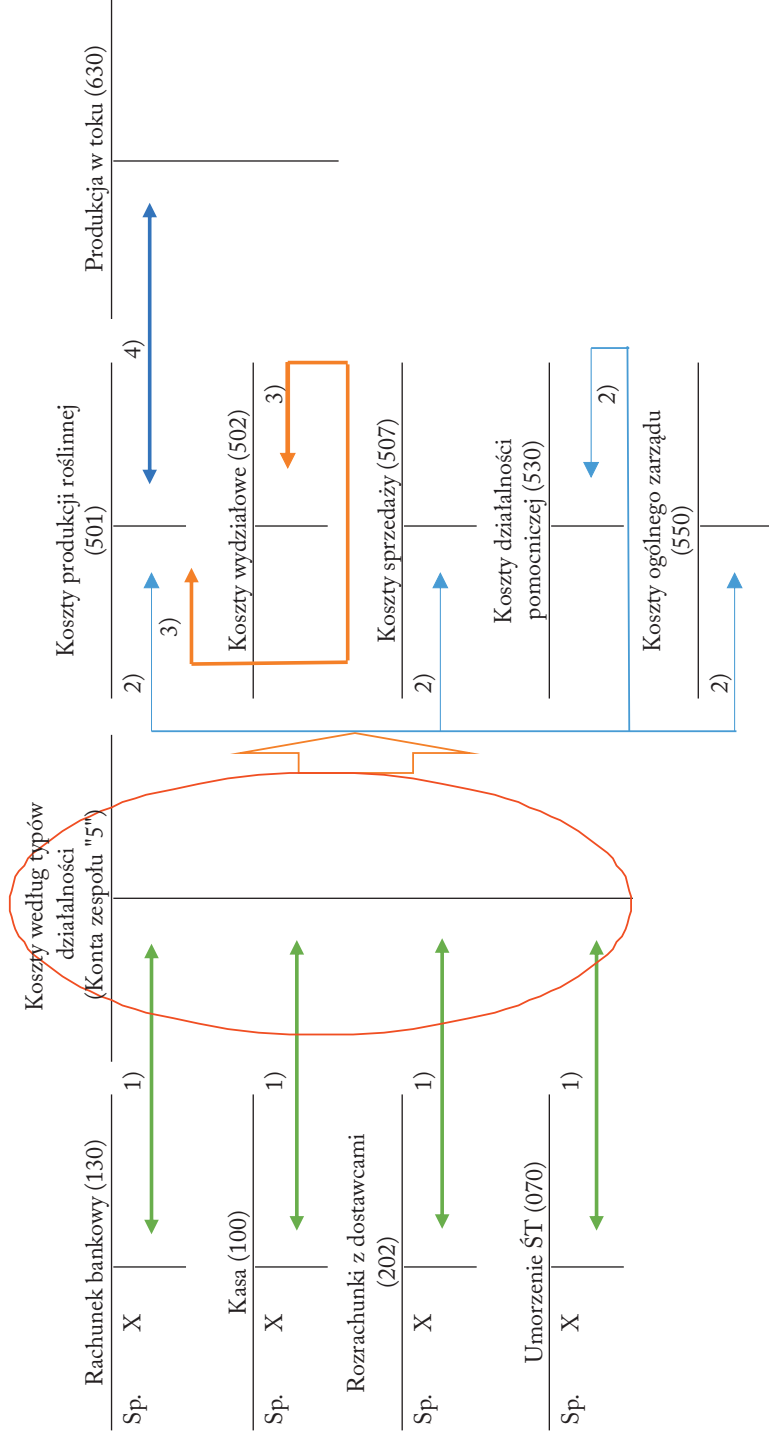 Rachunek bankowy (130)
Sp.
X
1)
Kasa (100)
Sp.
X
1)
Rozrachunki z dostawcami
(202)
Sp.
X
1)
Umorzenie ŚT (070)
Sp.
X
1)
Koszty według typów
działalności
(Konta zespołu "5")
Koszty produkcji roślinnej
(501)
2)
3)
4)
Koszty wydziałowe (502)
3)
Koszty sprzedaży (507)
2)
Koszty działalności
pomocniczej (530)
2)
Koszty ogólnego zarządu
(550)
2)
Produkcja w toku (630)